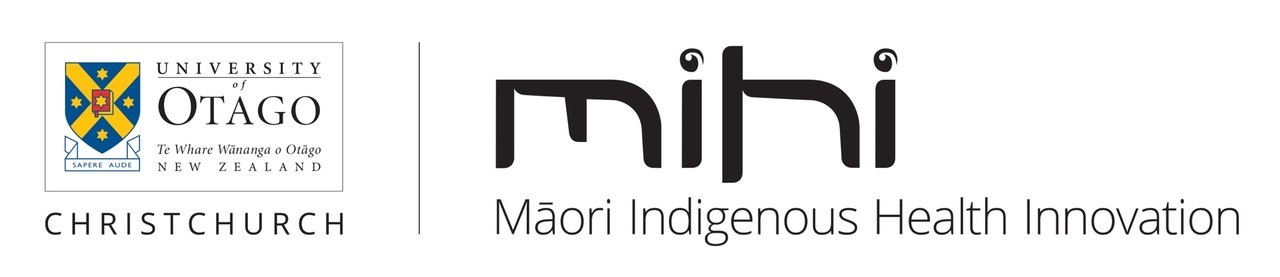 UNIVERSITY
of
OTAGO
Te Whare Wānanga o Otāgo
NEW ZEALAND
SAPERE AUDE
CHRISTCHURCH
mihi
Māori Indigenous Health Innovation